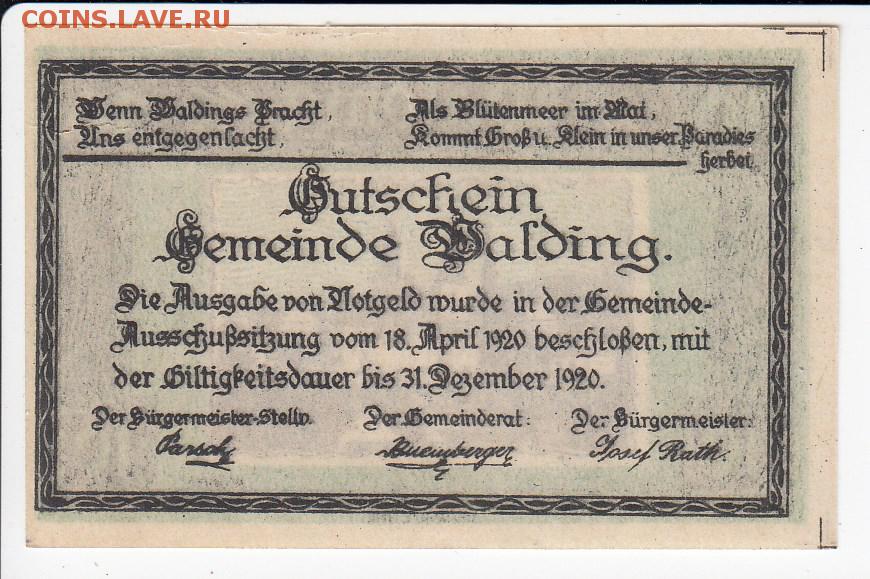 COINS.LAVE.RU
Wenn Waldings Pracht,
Uns entgegenlacht,
Als Blütenmeer im Mai,
Kommt Groß u. Klein in unser Paradies
herbei.
Gutschein
Gemeinde Walding.
Die Ausgabe von Notgeld wurde in der Gemeinde-
Ausschußsitzung vom 18. April 1920 beschloßen, mit
der Giltigkeitsdauer bis 31. Dezember 1920.
Der Bürgermeister-Stellv. Der Gemeinderat: Der Bürgermeister:
Josef Rath.